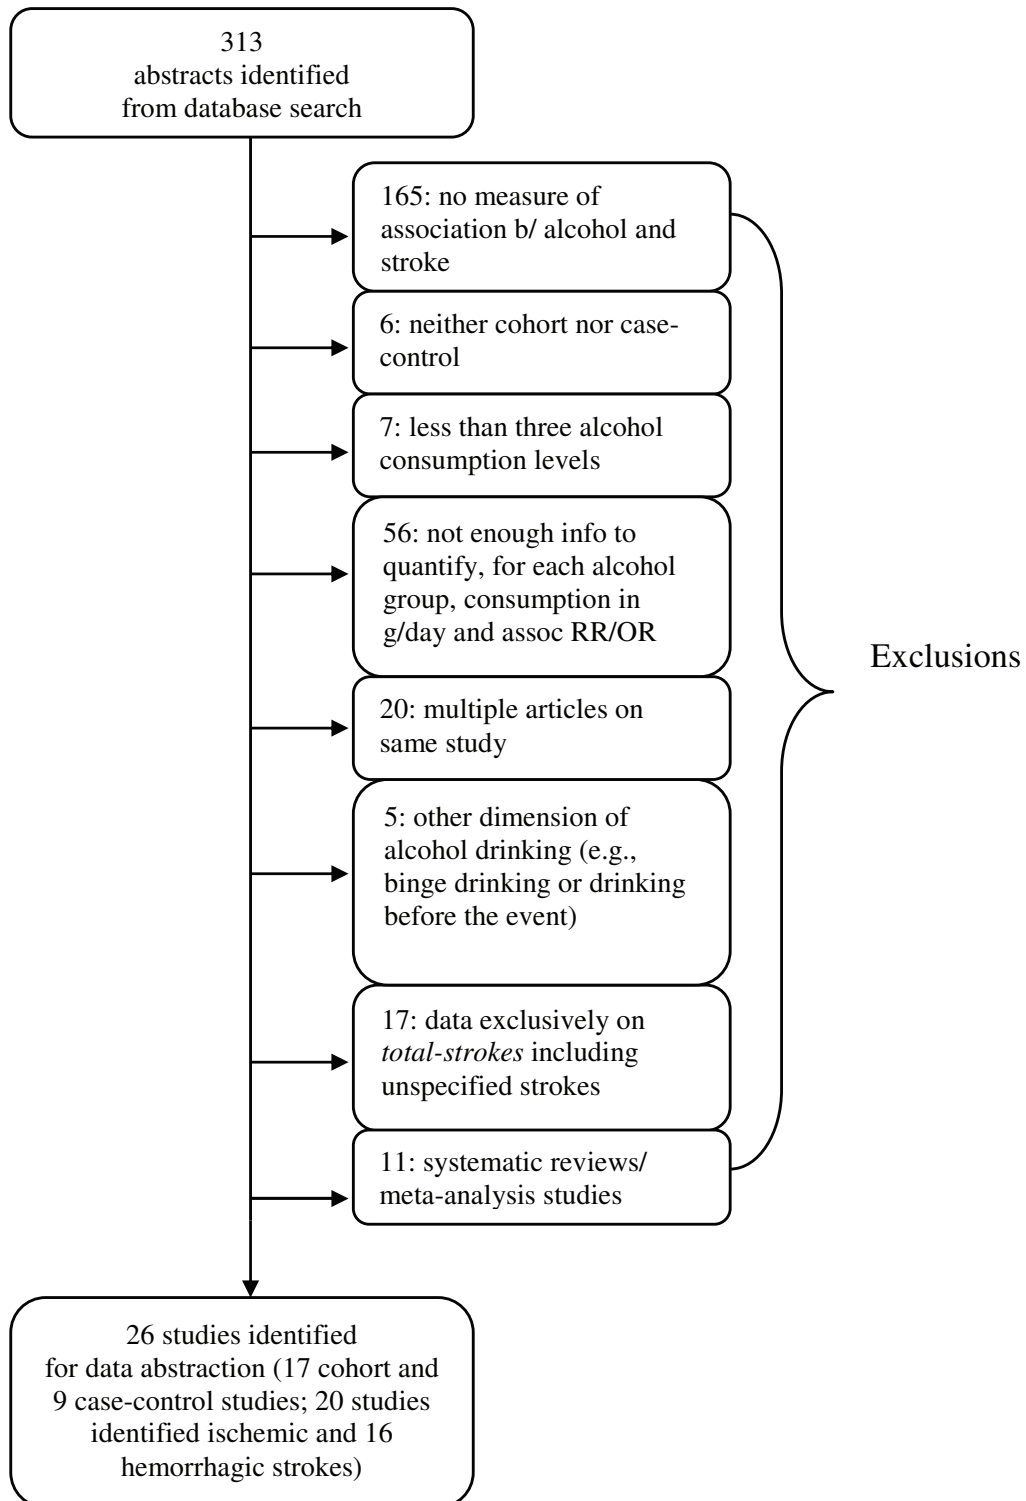 313
abstracts identified
from database search
165: no measure of
association b/ alcohol and
stroke
6: neither cohort nor case-
control
7: less than three alcohol
consumption levels
56: not enough info to
quantify, for each alcohol
group, consumption in
g/day and assoc RR/OR
20: multiple articles on
same study
5: other dimension of
alcohol drinking (e.g.,
binge drinking or drinking
before the event)
17: data exclusively on
total-strokes including
unspecified strokes
11: systematic reviews/
meta-analysis studies
Exclusions
26 studies identified
for data abstraction (17 cohort and
9 case-control studies; 20 studies
identified ischemic and 16
hemorrhagic strokes)